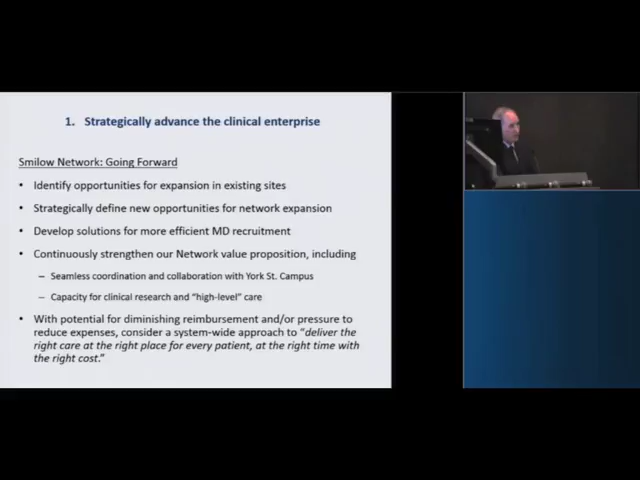 1. Strategically advance the clinical enterprise
Smilow Network: Going Forward
• Identify opportunities for expansion in existing sites
• Strategically define new opportunities for network expansion
• Develop solutions for more efficient MD recruitment
• Continuously strengthen our Network value proposition, including
– Seamless coordination and collaboration with York St. Campus
– Capacity for clinical research and “high-level” care
• With potential for diminishing reimbursement and/or pressure to
reduce expenses, consider a system-wide approach to “deliver the
right care at the right place for every patient, at the right time with
the right cost.”